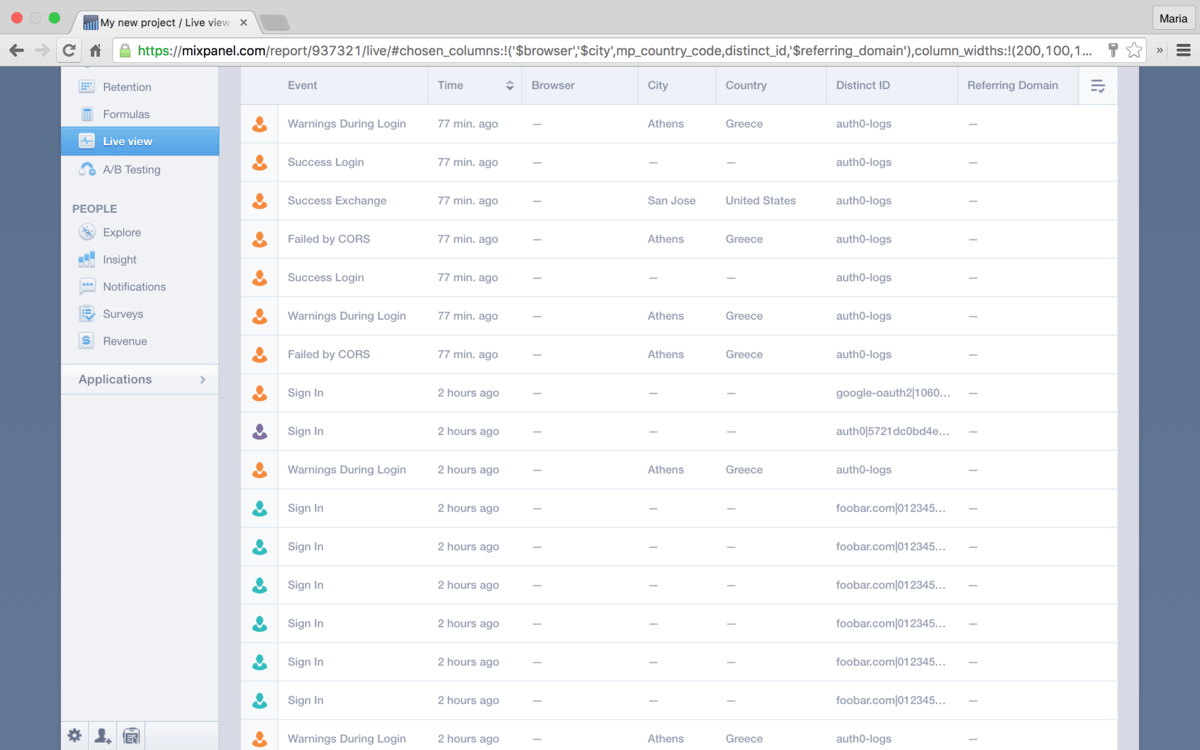 My new project / Live view
Maria
https://mixpanel.com/report/937321/live/#chosen_columns:!('$browser','$city',mp_country_code,distinct_id,'$referring_domain'),column_widths:!(200,100,1...
Retention
Formulas
Live view
A/B Testing
PEOPLE
Explore
Insight
Notifications
Surveys
Revenue
Applications
Event Time Browser City Country Distinct ID Referring Domain
Warnings During Login 77 min. ago — Athens Greece auth0-logs —
Success Login 77 min. ago — — — auth0-logs —
Success Exchange 77 min. ago — San Jose United States auth0-logs —
Failed by CORS 77 min. ago — Athens Greece auth0-logs —
Success Login 77 min. ago — — — auth0-logs —
Warnings During Login 77 min. ago — Athens Greece auth0-logs —
Failed by CORS 77 min. ago — Athens Greece auth0-logs —
Sign In 2 hours ago — — — google-oauth2|1060... —
Sign In 2 hours ago — — — auth0|5721dc0bd4e... —
Warnings During Login 2 hours ago — Athens Greece auth0-logs —
Sign In 2 hours ago — — — foobar.com|012345... —
Sign In 2 hours ago — — — foobar.com|012345... —
Sign In 2 hours ago — — — foobar.com|012345... —
Sign In 2 hours ago — — — foobar.com|012345... —
Sign In 2 hours ago — — — foobar.com|012345... —
Sign In 2 hours ago — — — foobar.com|012345... —
Warnings During Login 2 hours ago — Athens Greece auth0-logs —